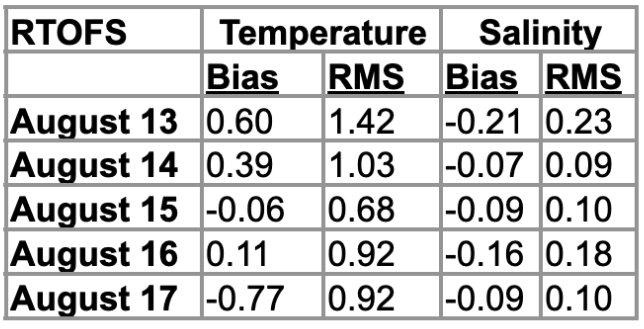 RTOFS Temperature Salinity
Bias RMS Bias RMS
August 13 0.60 1.42 -0.21 0.23
August 14 0.39 1.03 -0.07 0.09
August 15 -0.06 0.68 -0.09 0.10
August 16 0.11 0.92 -0.16 0.18
August 17 -0.77 0.92 -0.09 0.10